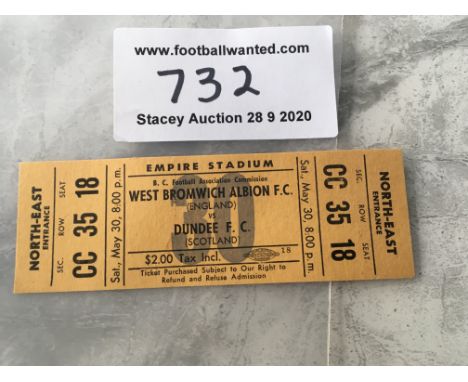 www.footballwanted.com
732
Stacey Auction 28 9 2020
NORTH-EAST
ENTRANCE
SEC. ROW SEAT
CC 35 18
Sat., May 30, 8:00 p.m.
EMPIRE STADIUM
B. C. Football Association Commission
WEST BROMWICH ALBION F.C.
(ENGLAND)
VS
DUNDEE F. C.
(SCOTLAND)
$2.00 Tax Incl.
18
Ticket Purchased Subject to Our Right to
Refund and Refuse Admission
30
Sat., May 30, 8:00 p.m.
SEC. ROW SEAT
CC 35 18
NORTH-EAST
ENTRANCE